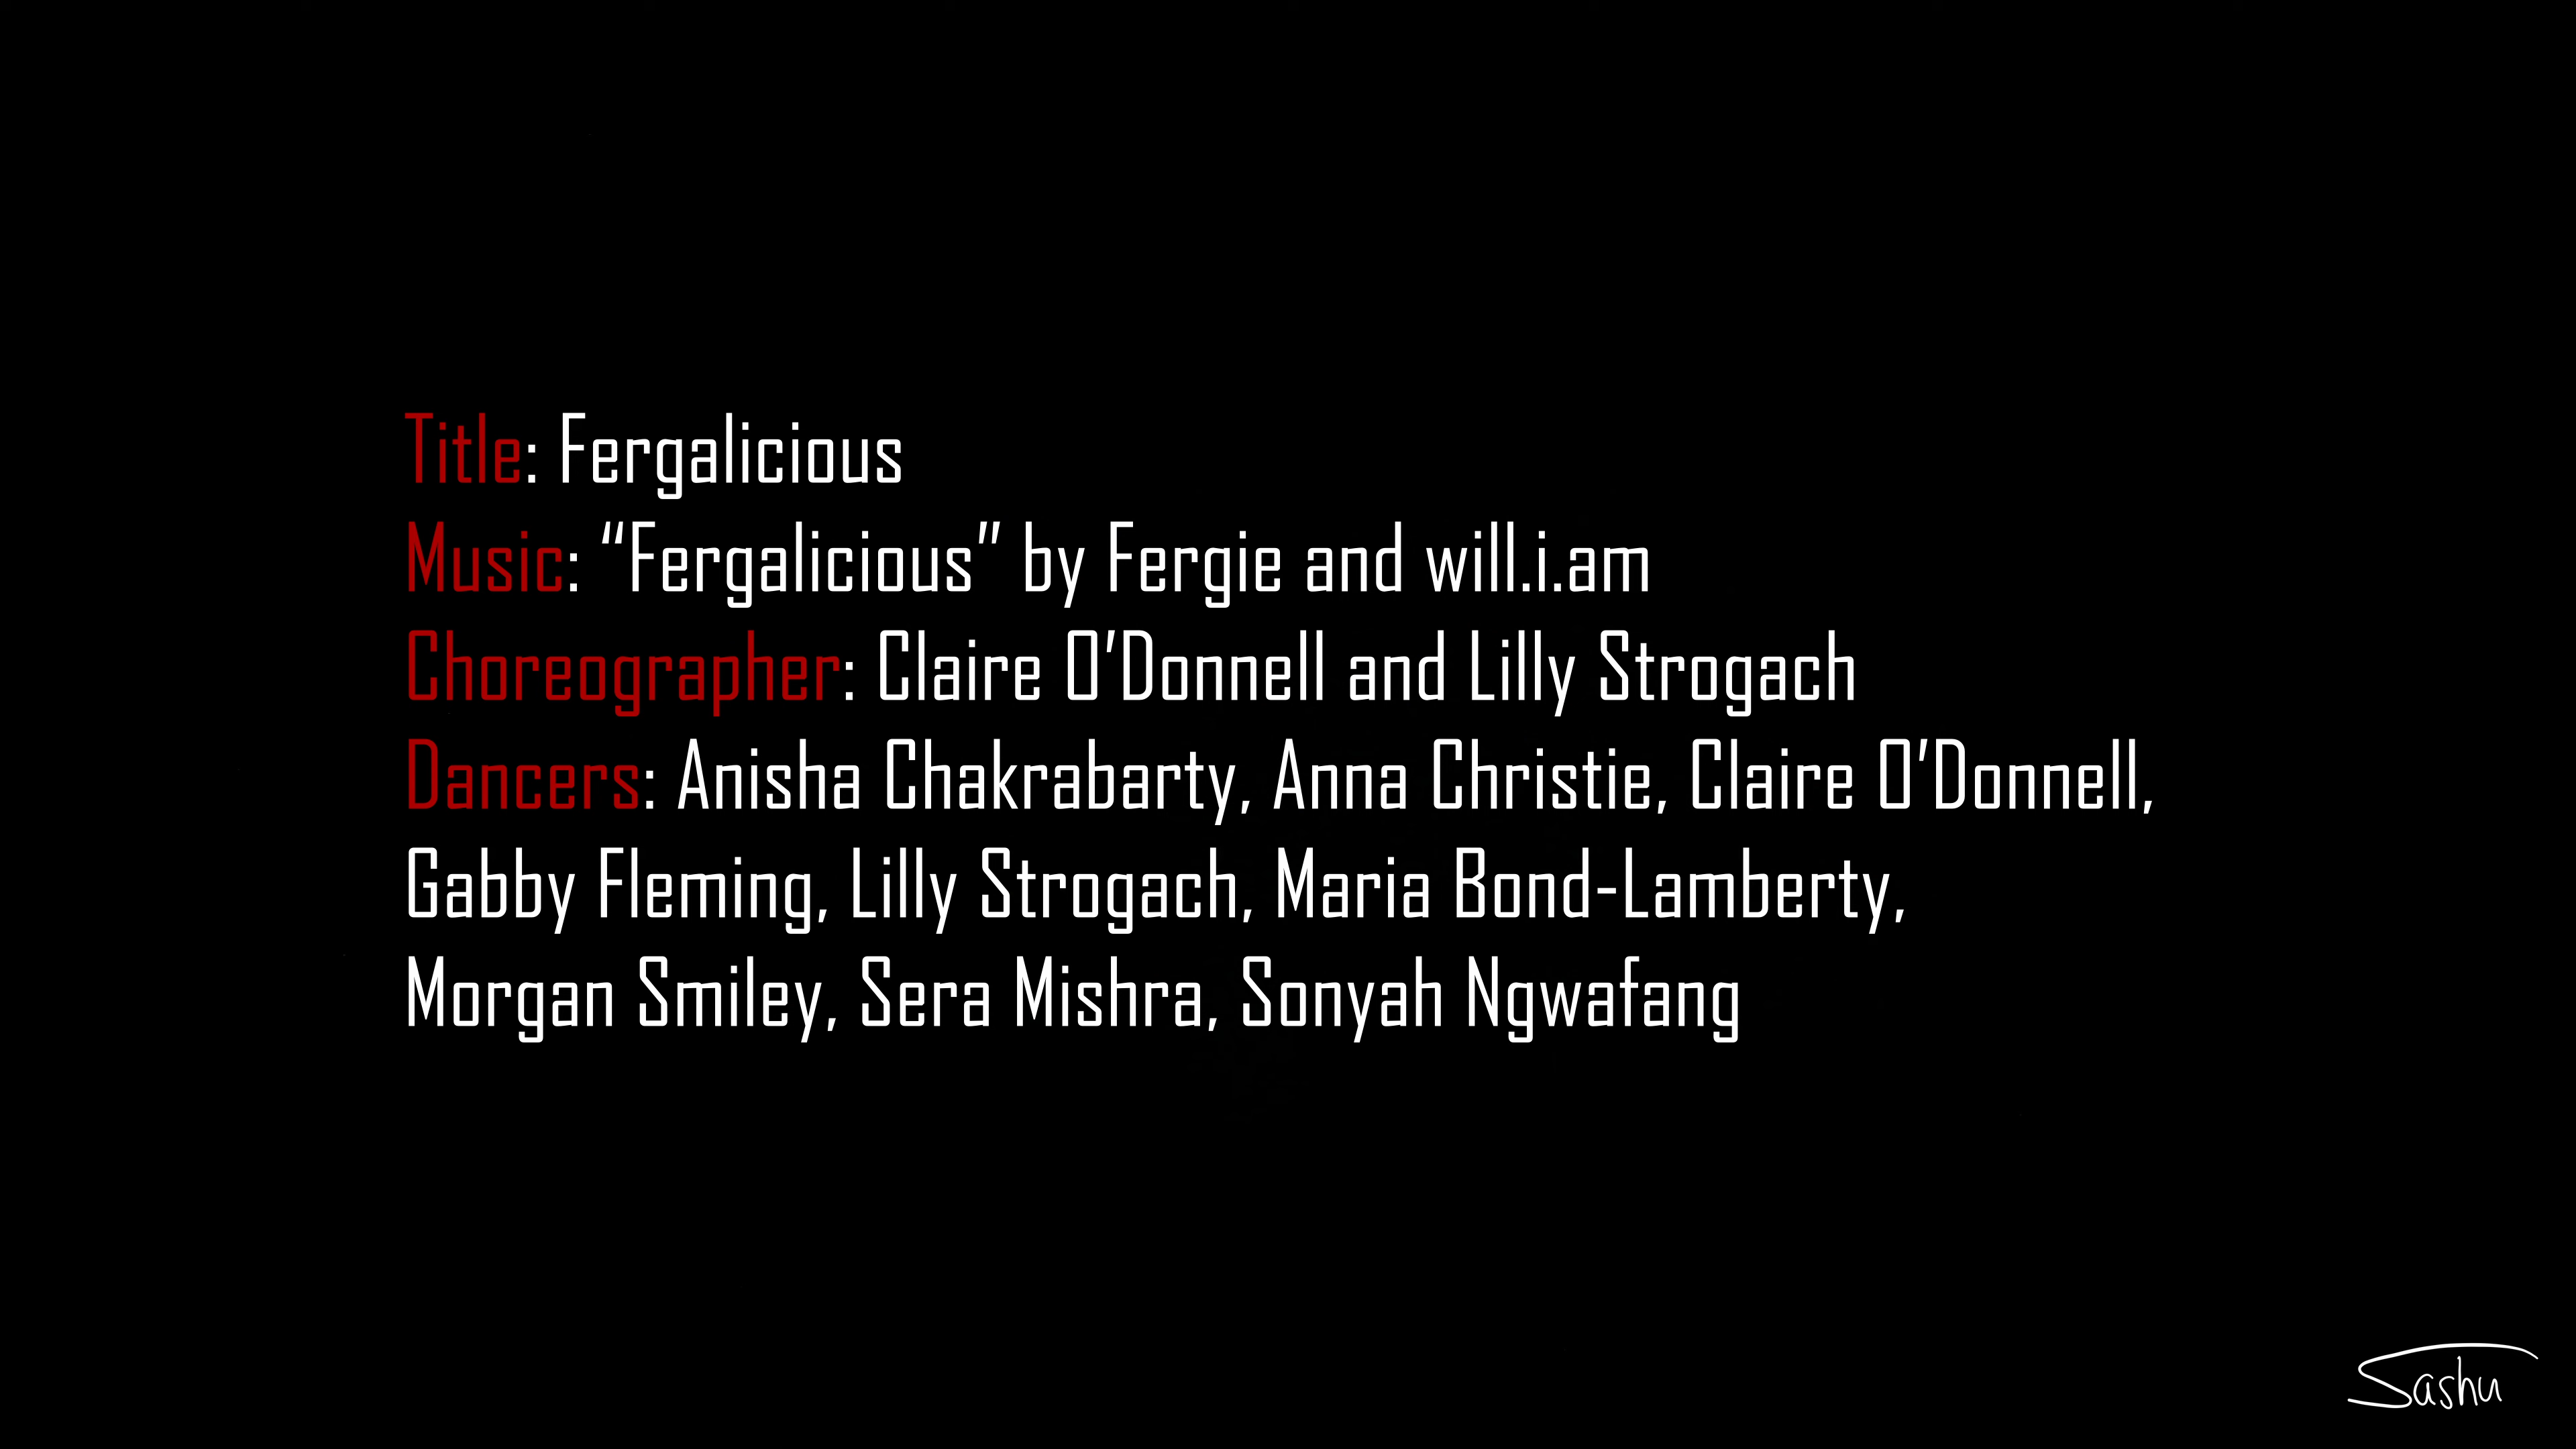 Title: Fergalicious
Music: “Fergalicious” by Fergie and will.i.am
Choreographer: Claire O’Donnell and Lilly Strogach
Dancers: Anisha Chakrabarty, Anna Christie, Claire O’Donnell,
Gabby Fleming, Lilly Strogach, Maria Bond-Lamberty,
Morgan Smiley, Sera Mishra, Sonyah Ngwafang
Sashu